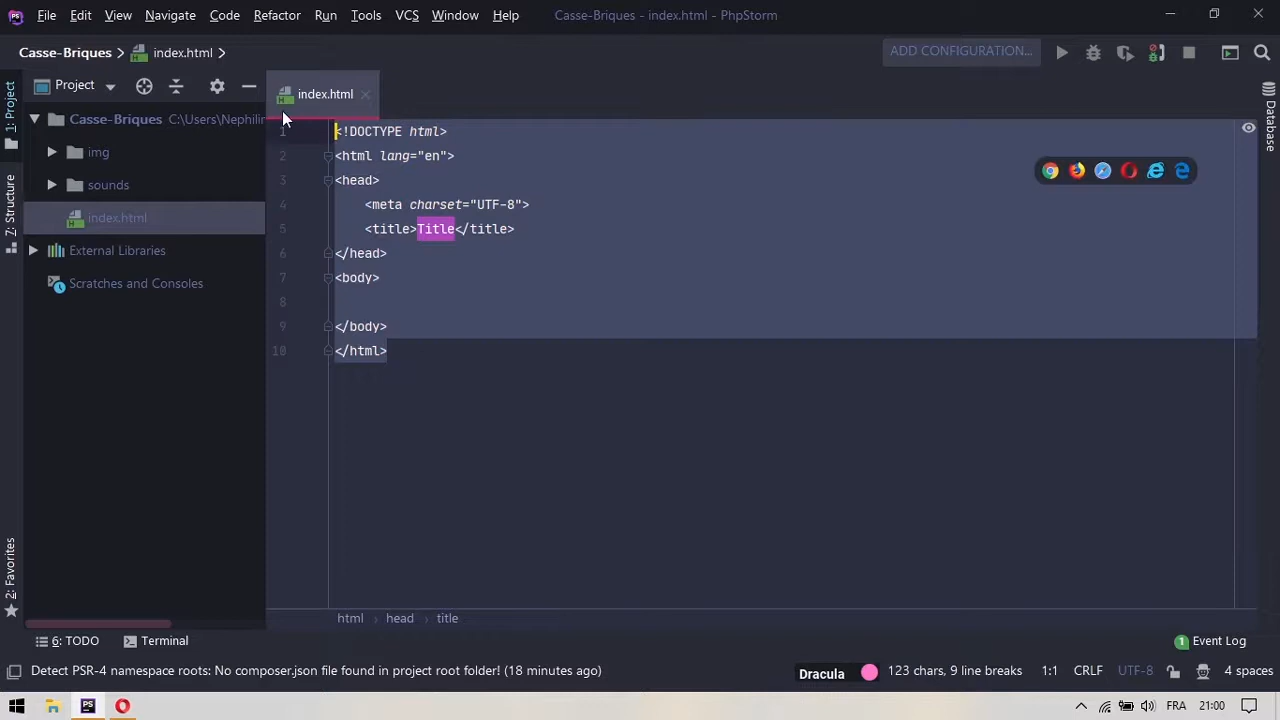 PS File Edit View Navigate Code Refactor Run Tools VCS Window Help Casse-Briques - index.html - PhpStorm
Casse-Briques index.html ADD CONFIGURATION...
1: Project
Project
index.html
Casse-Briques C:\Users\Nephilin
img
sounds
index.html
External Libraries
Scratches and Consoles
1 <!DOCTYPE html>
2 <html lang="en">
3 <head>
4 <meta charset="UTF-8">
5 <title>Title</title>
6 </head>
7 <body>
8
9 </body>
10 </html>
Database
Z: Structure
2: Favorites
html head title
6: TODO Terminal 1 Event Log
Detect PSR-4 namespace roots: No composer.json file found in project root folder! (18 minutes ago) Dracula 123 chars, 9 line breaks 1:1 CRLF UTF-8 4 spaces
PS FRA 21:00